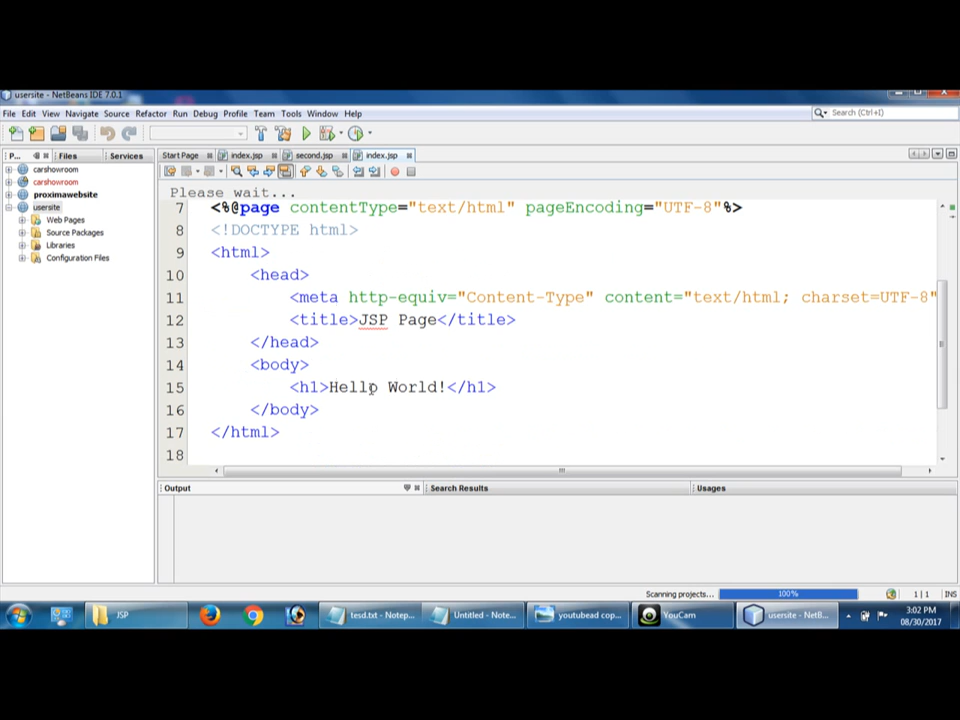 usersite - NetBeans IDE 7.0.1
File Edit View Navigate Source Refactor Run Debug Profile Team Tools Window Help
Search (Ctrl+I)
P... Files Services
Start Page index.jsp second.jsp index.jsp
carshowroom
carshowroom
proximawebsite
usersite
Web Pages
Source Packages
Libraries
Configuration Files
Please wait...
7 <%@page contentType="text/html" pageEncoding="UTF-8"%>
8 <!DOCTYPE html>
9 <html>
10 <head>
11 <meta http-equiv="Content-Type" content="text/html; charset=UTF-8"
12 <title>JSP Page</title>
13 </head>
14 <body>
15 <h1>Hello World!</h1>
16 </body>
17 </html>
18
Output Search Results Usages
Scanning projects... 100% 1 | 1 INS
JSP tesd.txt - Notep... Untitled - Note... youtubead cop... YouCam usersite - NetB...
3:02 PM
08/30/2017